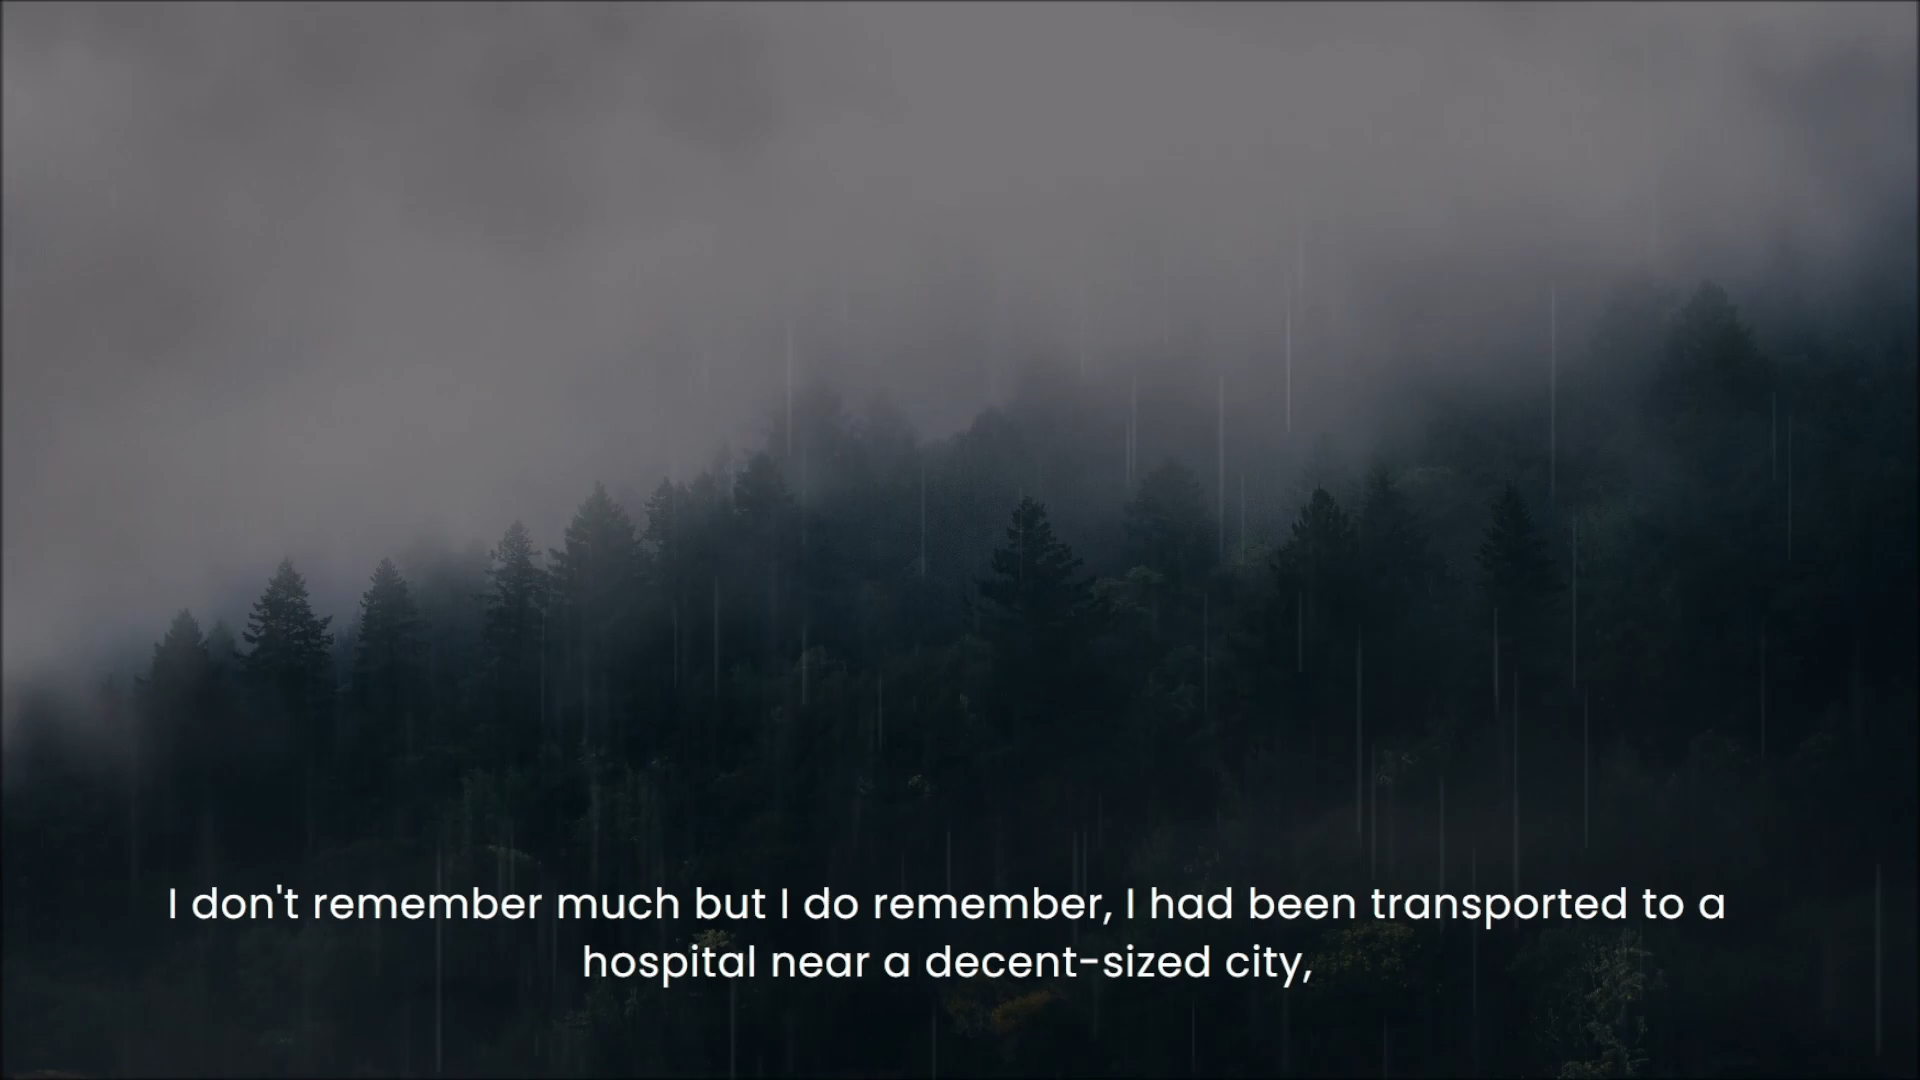 I don't remember much but I do remember, I had been transported to a
hospital near a decent-sized city,